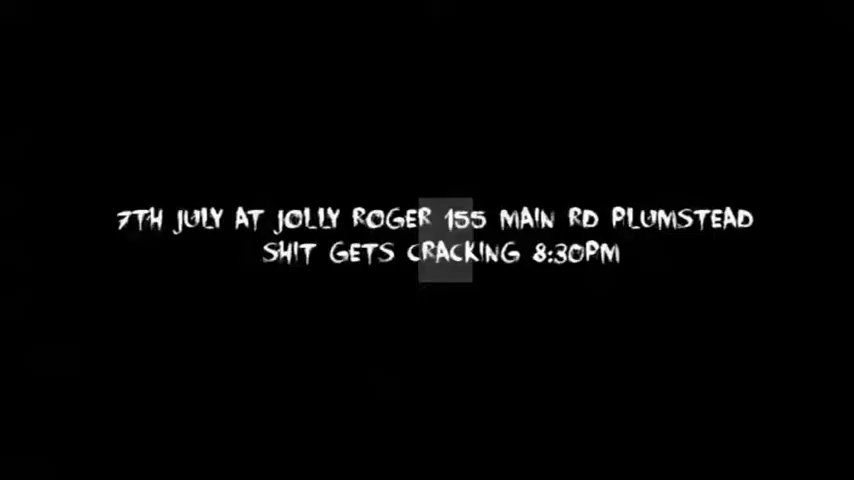 7TH JULY AT JOLLY ROGER 155 MAIN RD PLUMSTEAD
SHIT GETS CRACKING 8:30PM